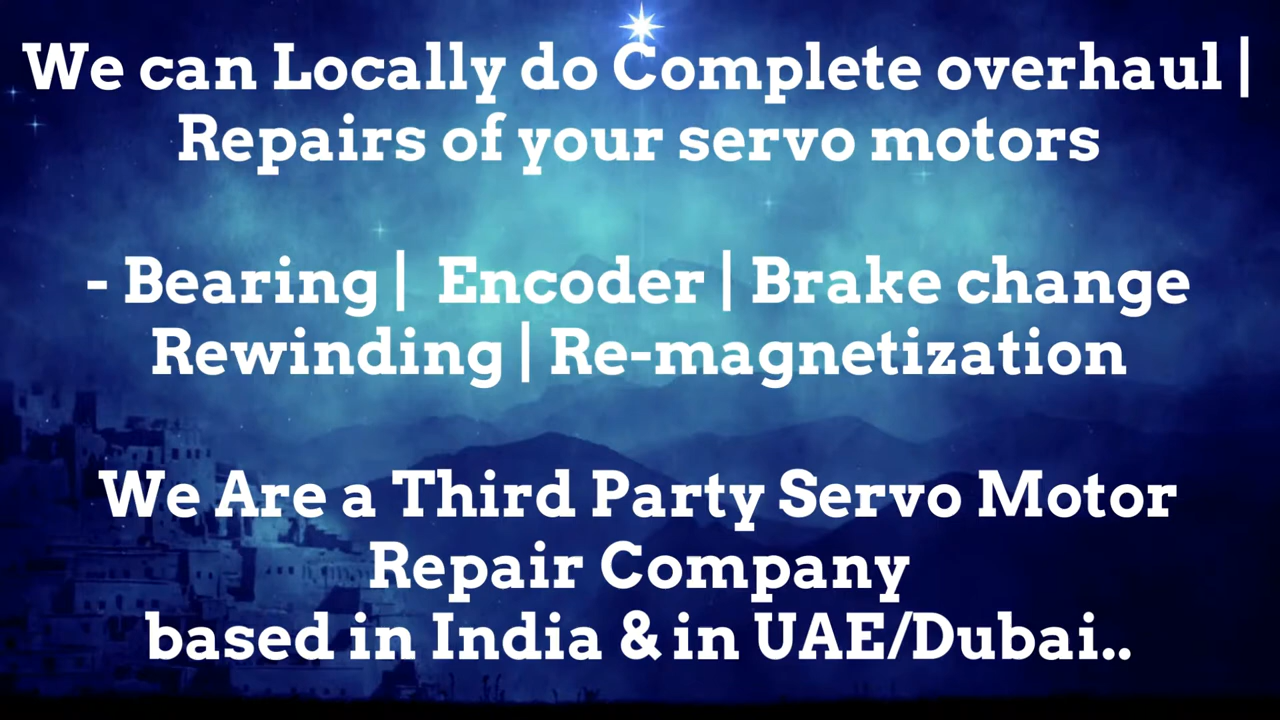 We can Locally do Complete overhaul |
Repairs of your servo motors
- Bearing | Encoder | Brake change
Rewinding | Re-magnetization
We Are a Third Party Servo Motor
Repair Company
based in India & in UAE/Dubai..